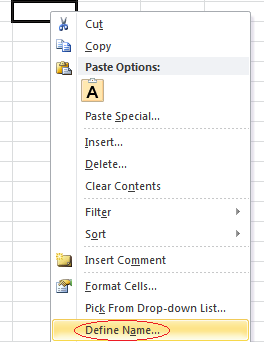 Cut
Copy
Paste Options:
A
Paste Special...
Insert...
Delete...
Clear Contents
Filter
Sort
Insert Comment
Format Cells...
Pick From Drop-down List...
Define Name...